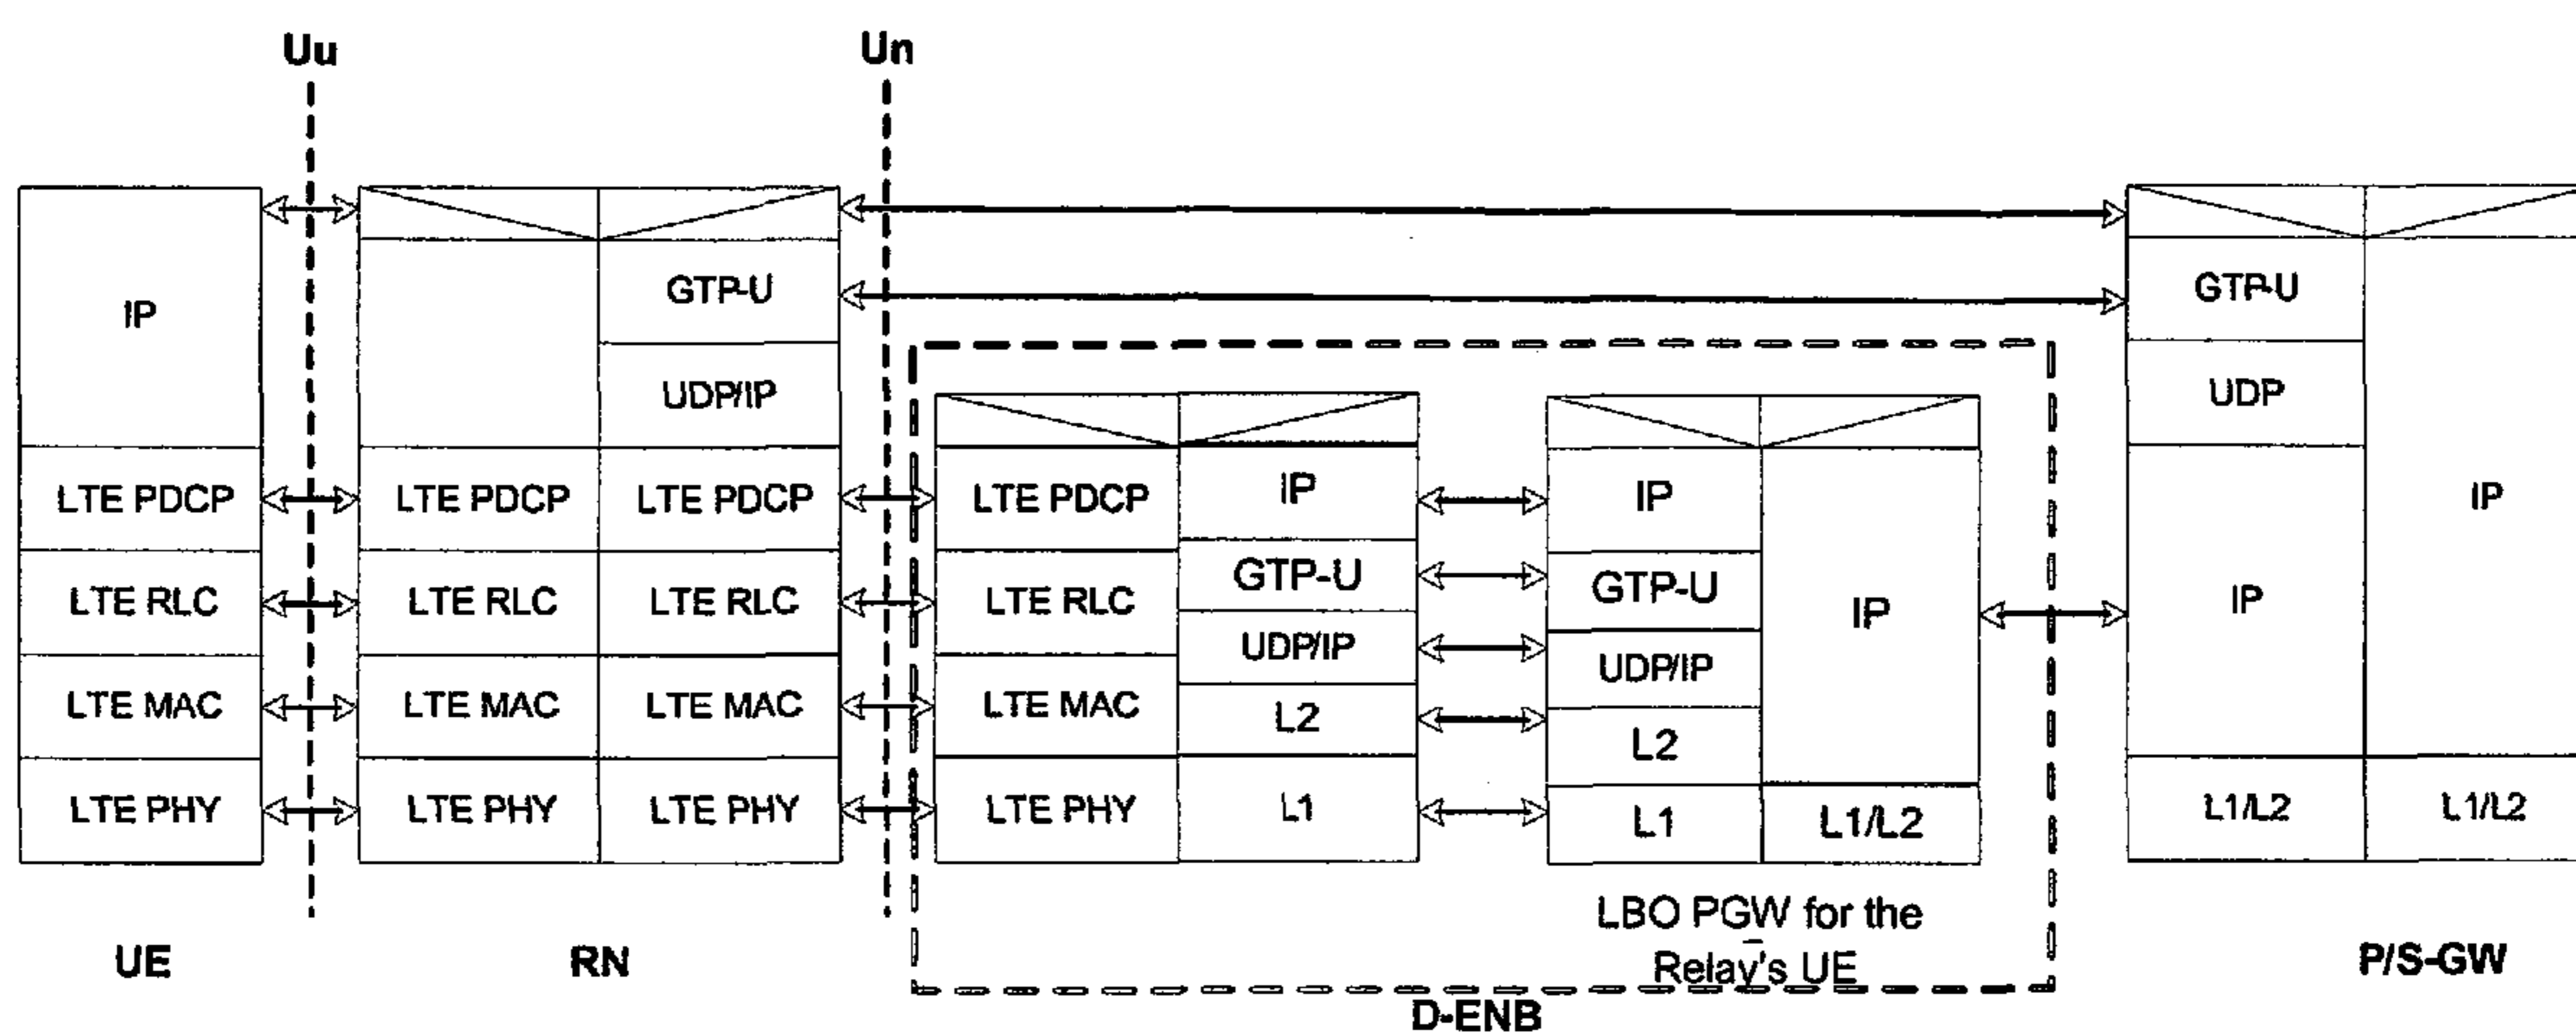 Uu
Un
IP
GTP-U
GTP-U
UDP/IP
UDP
LTE PDCP
LTE PDCP
LTE PDCP
LTE PDCP
IP
IP
IP
LTE RLC
LTE RLC
LTE RLC
LTE RLC
GTP-U
GTP-U
IP
IP
UDP/IP
UDP/IP
LTE MAC
LTE MAC
LTE MAC
LTE MAC
L2
L2
LTE PHY
LTE PHY
LTE PHY
LTE PHY
L1
L1
L1/L2
L1/L2
L1/L2
LBO PGW for the
Relay's UE
UE
RN
P/S-GW
D-ENB